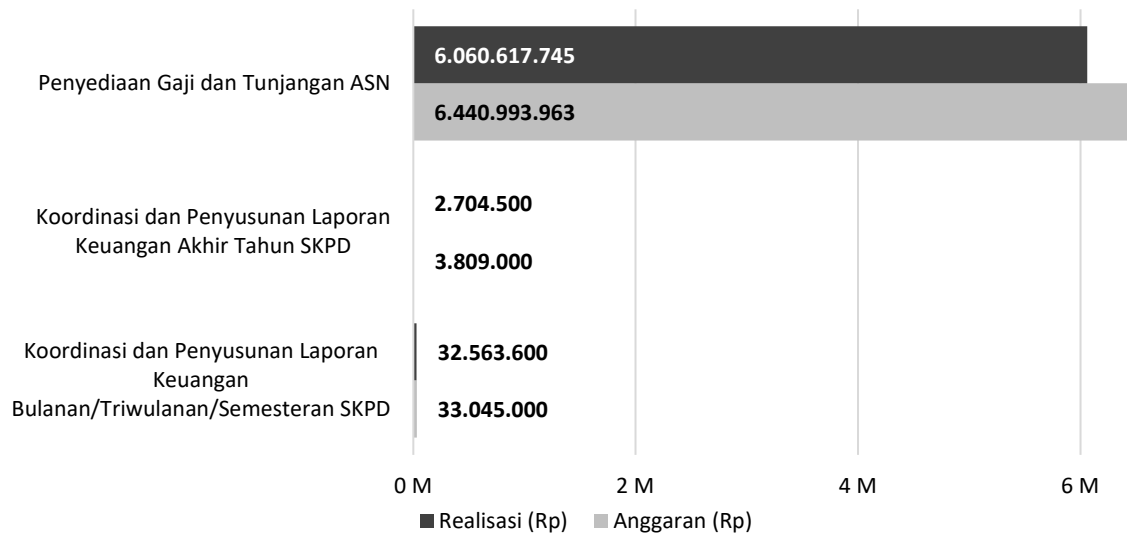 Penyediaan Gaji dan Tunjangan ASN
6.060.617.745
6.440.993.963
Koordinasi dan Penyusunan Laporan
Keuangan Akhir Tahun SKPD
2.704.500
3.809.000
Koordinasi dan Penyusunan Laporan
Keuangan
Bulanan/Triwulanan/Semesteran SKPD
32.563.600
33.045.000
0 M 2 M 4 M 6 M
Realisasi (Rp) Anggaran (Rp)